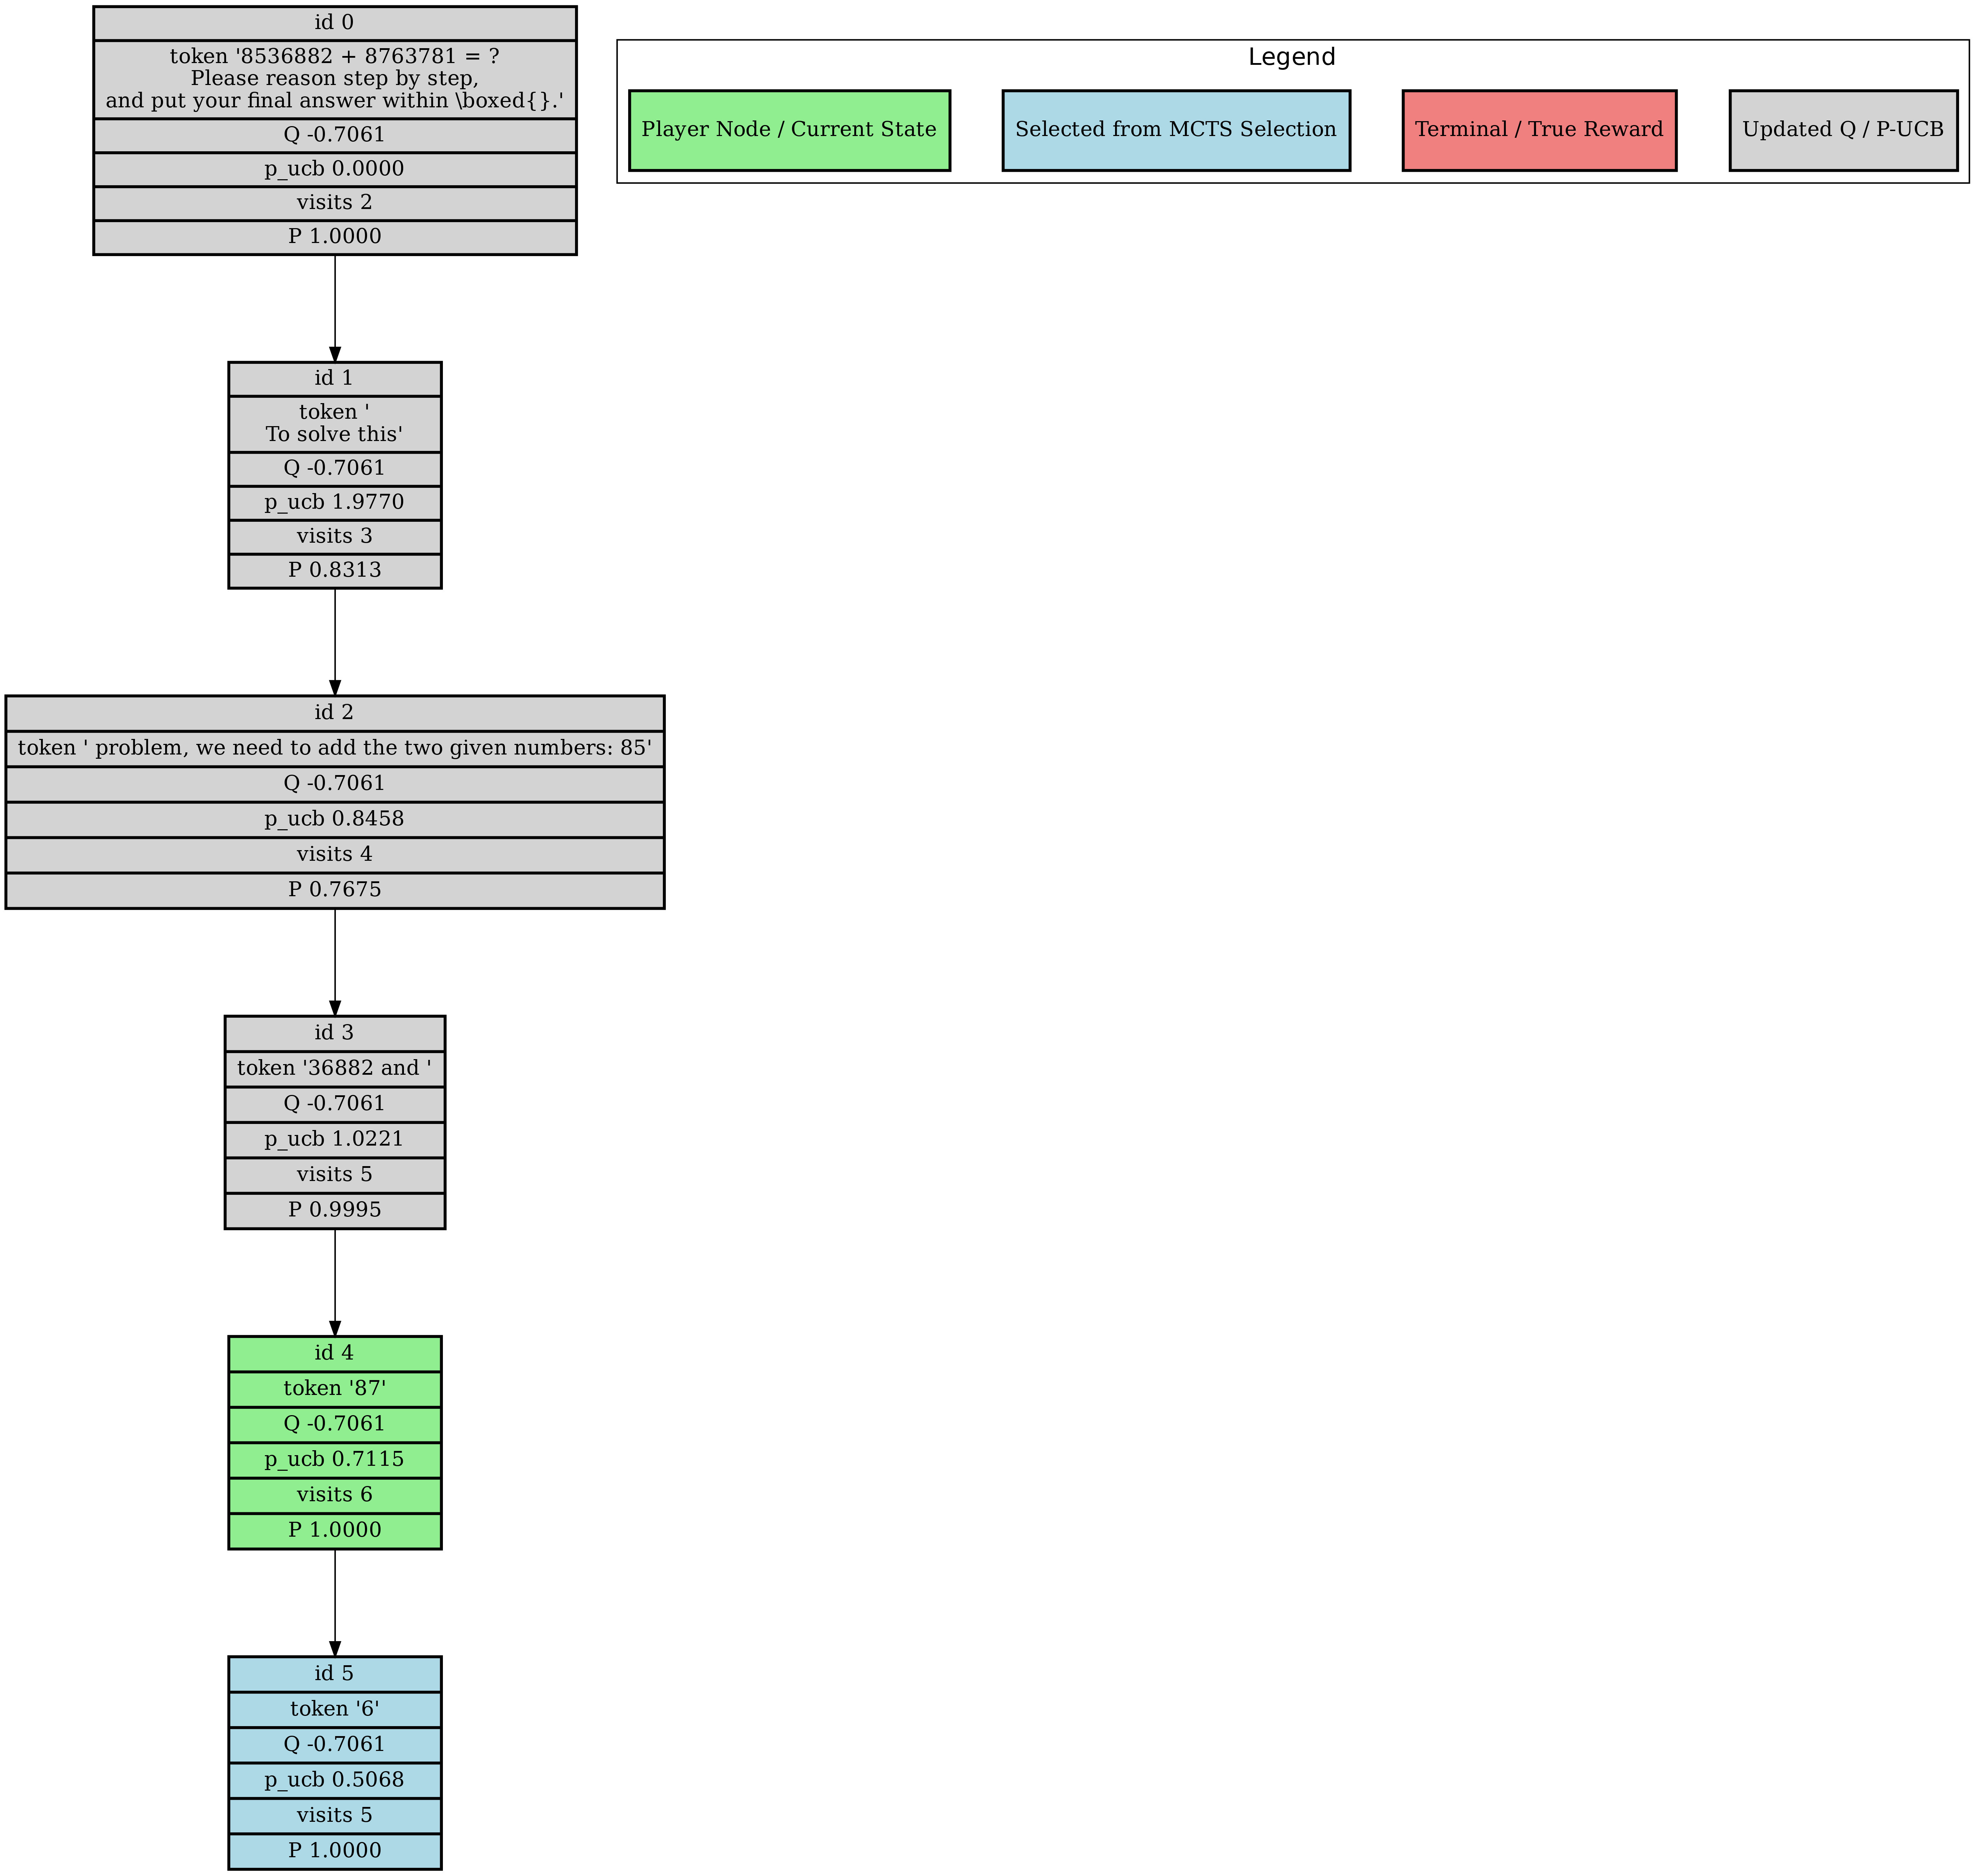 id 0
token '8536882 + 8763781 = ?
Please reason step by step,
and put your final answer within \boxed{}.'
Q -0.7061
p_ucb 0.0000
visits 2
P 1.0000
Legend
Player Node / Current State
Selected from MCTS Selection
Terminal / True Reward
Updated Q / P-UCB
id 1
token '
To solve this'
Q -0.7061
p_ucb 1.9770
visits 3
P 0.8313
id 2
token ' problem, we need to add the two given numbers: 85'
Q -0.7061
p_ucb 0.8458
visits 4
P 0.7675
id 3
token '36882 and '
Q -0.7061
p_ucb 1.0221
visits 5
P 0.9995
id 4
token '87'
Q -0.7061
p_ucb 0.7115
visits 6
P 1.0000
id 5
token '6'
Q -0.7061
p_ucb 0.5068
visits 5
P 1.0000